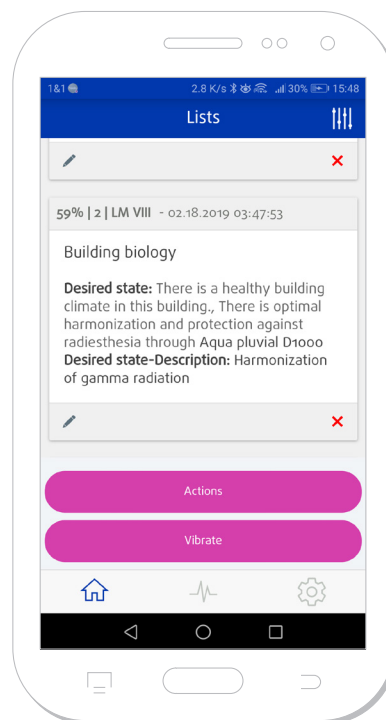 1&1 2.8 K/s 30% 15:48
Lists
59% | 2 | LM VIII - 02.18.2019 03:47:53
Building biology
Desired state: There is a healthy building
climate in this building., There is optimal
harmonization and protection against
radiesthesia through Aqua pluvial D1000
Desired state-Description: Harmonization
of gamma radiation
Actions
Vibrate